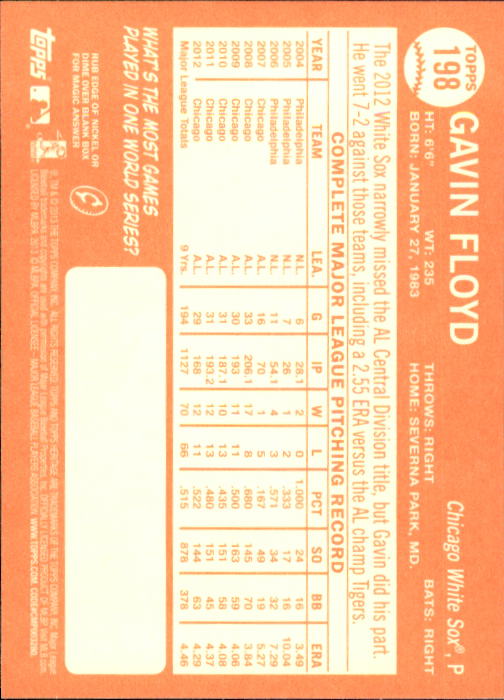 TOPPS
198
GAVIN FLOYD
Chicago White Sox®, P
HT: 6'6" WT: 235 THROWS: RIGHT BATS: RIGHT
BORN: JANUARY 27, 1983 HOME: SEVERNA PARK, MD.
The 2012 White Sox narrowly missed the AL Central Division title, but Gavin did his part.
He went 7-2 against those teams, including a 2.55 ERA versus the AL champ Tigers.
COMPLETE MAJOR LEAGUE PITCHING RECORD
YEAR TEAM LEA. G IP W L PCT SO BB ERA
2004 Philadelphia N.L. 6 28.1 2 0 1.000 24 16 3.49
2005 Philadelphia N.L. 7 26 1 2 .333 17 16 10.04
2006 Philadelphia N.L. 11 54.1 4 3 .571 34 32 7.29
2007 Chicago A.L. 16 70 1 5 .167 49 19 5.27
2008 Chicago A.L. 33 206.1 17 8 .680 145 70 3.84
2009 Chicago A.L. 30 193 11 11 .500 163 59 4.06
2010 Chicago A.L. 31 187.1 10 13 .435 151 58 4.08
2011 Chicago A.L. 31 193.2 12 13 .480 151 45 4.37
2012 Chicago A.L. 29 168 12 11 .522 144 63 4.29
Major League Totals 9 Yrs. 194 1127 70 66 .515 878 378 4.46
WHAT'S THE MOST GAMES
PLAYED IN ONE WORLD SERIES?
RUB EDGE OF NICKEL OR
DIME OVER BLANK BOX
FOR MAGIC ANSWER
topps